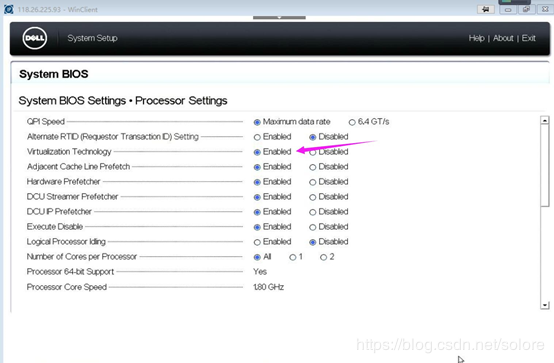 118.26.225.93 - WinClient
DELL System Setup Help | About | Exit
System BIOS
System BIOS Settings • Processor Settings
QPI Speed Maximum data rate 6.4 GT/s
Alternate RTID (Requestor Transaction ID) Setting Enabled Disabled
Virtualization Technology Enabled Disabled
Adjacent Cache Line Prefetch Enabled Disabled
Hardware Prefetcher Enabled Disabled
DCU Streamer Prefetcher Enabled Disabled
DCU IP Prefetcher Enabled Disabled
Execute Disable Enabled Disabled
Logical Processor Idling Enabled Disabled
Number of Cores per Processor All 1 2
Processor 64-bit Support Yes
Processor Core Speed 1.80 GHz
https://blog.csdn.net/solore